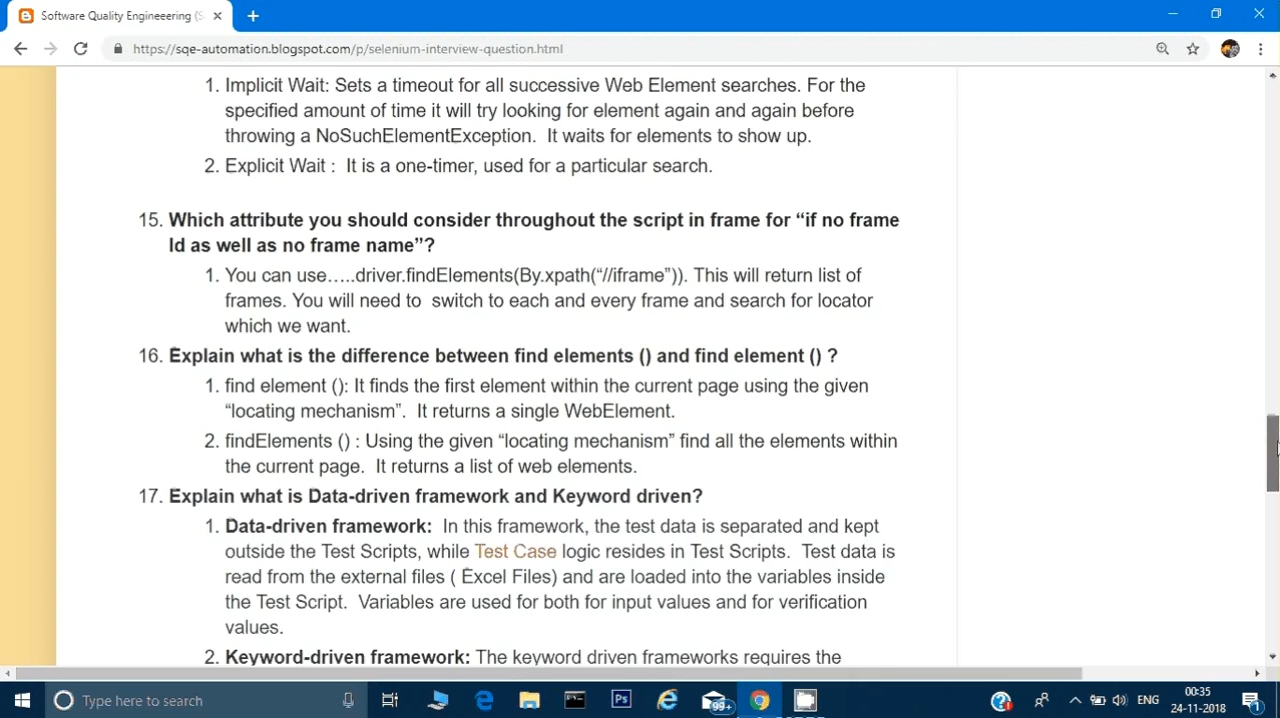 Software Quality Engineeering (S
https://sqe-automation.blogspot.com/p/selenium-interview-question.html
1. Implicit Wait: Sets a timeout for all successive Web Element searches. For the
specified amount of time it will try looking for element again and again before
throwing a NoSuchElementException. It waits for elements to show up.
2. Explicit Wait : It is a one-timer, used for a particular search.
15. Which attribute you should consider throughout the script in frame for “if no frame
Id as well as no frame name”?
1. You can use…..driver.findElements(By.xpath(“//iframe”)). This will return list of
frames. You will need to switch to each and every frame and search for locator
which we want.
16. Explain what is the difference between find elements () and find element () ?
1. find element (): It finds the first element within the current page using the given
“locating mechanism”. It returns a single WebElement.
2. findElements () : Using the given “locating mechanism” find all the elements within
the current page. It returns a list of web elements.
17. Explain what is Data-driven framework and Keyword driven?
1. Data-driven framework: In this framework, the test data is separated and kept
outside the Test Scripts, while Test Case logic resides in Test Scripts. Test data is
read from the external files ( Excel Files) and are loaded into the variables inside
the Test Script. Variables are used for both for input values and for verification
values.
2. Keyword-driven framework: The keyword driven frameworks requires the
Type here to search
Ps
99+
ENG
00:35
24-11-2018
1